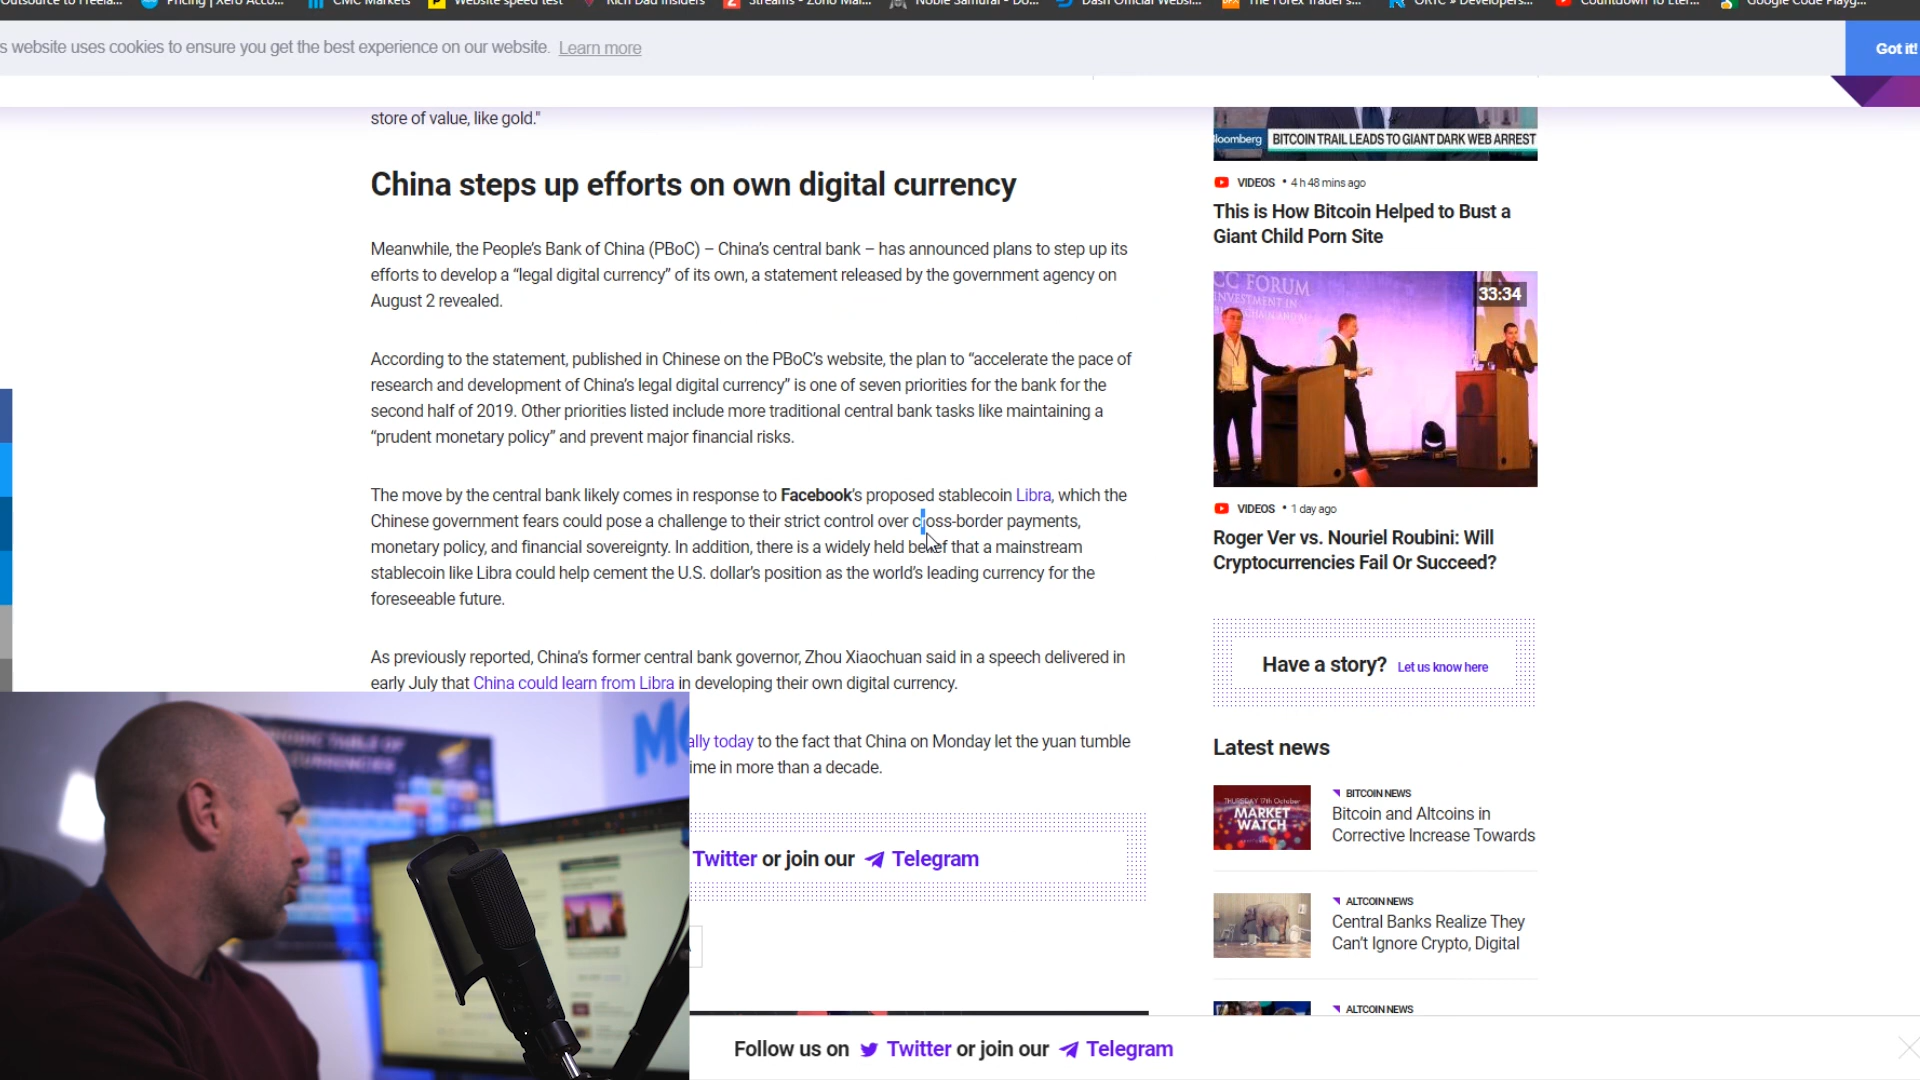 Outsource to Freela...
Pricing | Xero Acco...
CMC Markets
Website speed test
Rich Dad Insiders
Streams - Zoho Mai...
Noble Samurai - Do...
Dash Official Websi...
The Forex Trader's...
ORTC » Developers...
Countdown To Eter...
Google Code Playg...
s website uses cookies to ensure you get the best experience on our website. Learn more
Got it!
store of value, like gold."
China steps up efforts on own digital currency
Meanwhile, the People's Bank of China (PBoC) – China's central bank – has announced plans to step up its
efforts to develop a “legal digital currency” of its own, a statement released by the government agency on
August 2 revealed.
According to the statement, published in Chinese on the PBoC's website, the plan to “accelerate the pace of
research and development of China's legal digital currency” is one of seven priorities for the bank for the
second half of 2019. Other priorities listed include more traditional central bank tasks like maintaining a
“prudent monetary policy” and prevent major financial risks.
The move by the central bank likely comes in response to Facebook's proposed stablecoin Libra, which the
Chinese government fears could pose a challenge to their strict control over cross-border payments,
monetary policy, and financial sovereignty. In addition, there is a widely held belief that a mainstream
stablecoin like Libra could help cement the U.S. dollar's position as the world's leading currency for the
foreseeable future.
As previously reported, China's former central bank governor, Zhou Xiaochuan said in a speech delivered in
early July that China could learn from Libra in developing their own digital currency.
ally today to the fact that China on Monday let the yuan tumble
ime in more than a decade.
Twitter or join our Telegram
loomberg BITCOIN TRAIL LEADS TO GIANT DARK WEB ARREST
VIDEOS • 4 h 48 mins ago
This is How Bitcoin Helped to Bust a
Giant Child Porn Site
CC FORUM
INVESTMENT IN
33:34
VIDEOS • 1 day ago
Roger Ver vs. Nouriel Roubini: Will
Cryptocurrencies Fail Or Succeed?
Have a story? Let us know here
Latest news
THURSDAY 17th October
MARKET
WATCH
BITCOIN NEWS
Bitcoin and Altcoins in
Corrective Increase Towards
ALTCOIN NEWS
Central Banks Realize They
Can't Ignore Crypto, Digital
ALTCOIN NEWS
Follow us on Twitter or join our Telegram